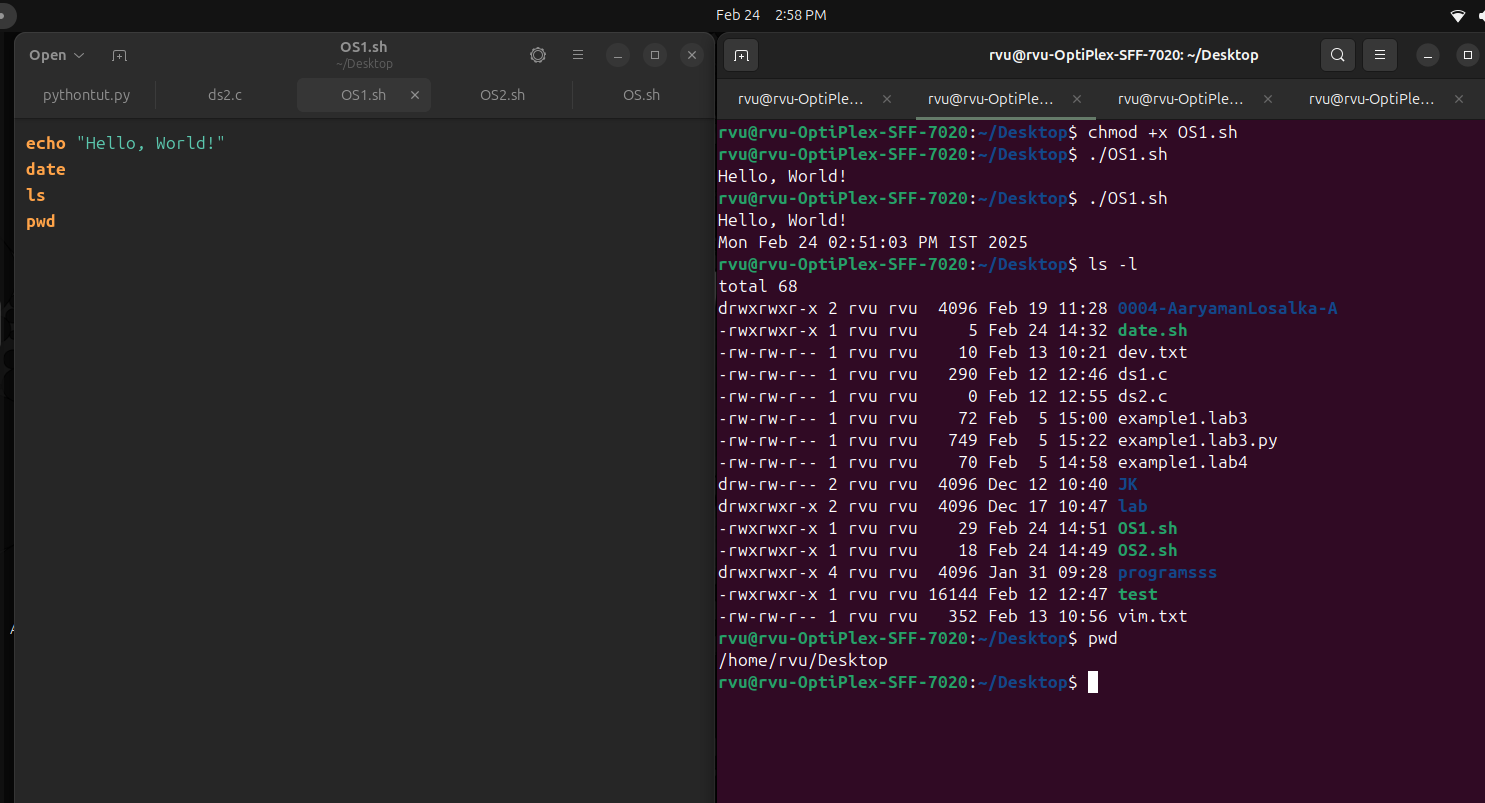 Feb 24 2:58 PM
Open
OS1.sh
~/Desktop
pythontut.py ds2.c OS1.sh OS2.sh OS.sh
echo "Hello, World!"
date
ls
pwd
rvu@rvu-OptiPlex-SFF-7020: ~/Desktop
rvu@rvu-OptiPle... rvu@rvu-OptiPle... rvu@rvu-OptiPle... rvu@rvu-OptiPle...
rvu@rvu-OptiPlex-SFF-7020:~/Desktop$ chmod +x OS1.sh
rvu@rvu-OptiPlex-SFF-7020:~/Desktop$ ./OS1.sh
Hello, World!
rvu@rvu-OptiPlex-SFF-7020:~/Desktop$ ./OS1.sh
Hello, World!
Mon Feb 24 02:51:03 PM IST 2025
rvu@rvu-OptiPlex-SFF-7020:~/Desktop$ ls -l
total 68
drwxrwxr-x 2 rvu rvu  4096 Feb 19 11:28 0004-AaryamanLosalka-A
-rwxrwxr-x 1 rvu rvu     5 Feb 24 14:32 date.sh
-rw-rw-r-- 1 rvu rvu    10 Feb 13 10:21 dev.txt
-rw-rw-r-- 1 rvu rvu   290 Feb 12 12:46 ds1.c
-rw-rw-r-- 1 rvu rvu     0 Feb 12 12:55 ds2.c
-rw-rw-r-- 1 rvu rvu    72 Feb  5 15:00 example1.lab3
-rw-rw-r-- 1 rvu rvu   749 Feb  5 15:22 example1.lab3.py
-rw-rw-r-- 1 rvu rvu    70 Feb  5 14:58 example1.lab4
drw-rw-r-- 2 rvu rvu  4096 Dec 12 10:40 JK
drwxrwxr-x 2 rvu rvu  4096 Dec 17 10:47 lab
-rwxrwxr-x 1 rvu rvu    29 Feb 24 14:51 OS1.sh
-rwxrwxr-x 1 rvu rvu    18 Feb 24 14:49 OS2.sh
drwxrwxr-x 4 rvu rvu  4096 Jan 31 09:28 programsss
-rwxrwxr-x 1 rvu rvu 16144 Feb 12 12:47 test
-rw-rw-r-- 1 rvu rvu   352 Feb 13 10:56 vim.txt
rvu@rvu-OptiPlex-SFF-7020:~/Desktop$ pwd
/home/rvu/Desktop
rvu@rvu-OptiPlex-SFF-7020:~/Desktop$